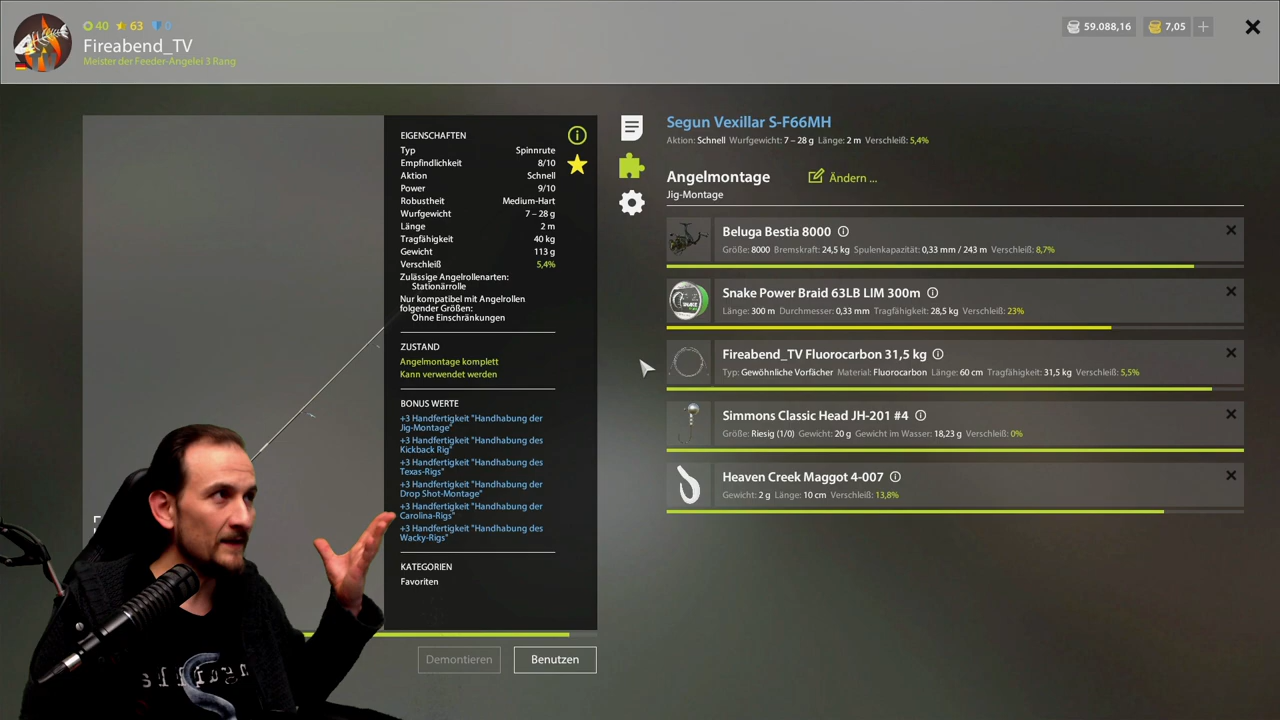 40 63 0
Fireabend_TV
Meister der Feeder-Angelei 3 Rang
59.088,16 7,05
EIGENSCHAFTEN
Typ Spinnrute
Empfindlichkeit 8/10
Aktion Schnell
Power 9/10
Robustheit Medium-Hart
Wurfgewicht 7 – 28 g
Länge 2 m
Tragfähigkeit 40 kg
Gewicht 113 g
Verschleiß 5,4%
Zulässige Angelrollenarten:
Stationärrolle
Nur kompatibel mit Angelrollen
folgender Größen:
Ohne Einschränkungen
ZUSTAND
Angelmontage komplett
Kann verwendet werden
BONUS WERTE
+3 Handfertigkeit "Handhabung der
Jig-Montage"
+3 Handfertigkeit "Handhabung des
Kickback Rig"
+3 Handfertigkeit "Handhabung des
Texas-Rigs"
+3 Handfertigkeit "Handhabung der
Drop Shot-Montage"
+3 Handfertigkeit "Handhabung der
Carolina-Rigs"
+3 Handfertigkeit "Handhabung des
Wacky-Rigs"
KATEGORIEN
Favoriten
Demontieren Benutzen
Segun Vexillar S-F66MH
Aktion: Schnell Wurfgewicht: 7 – 28 g Länge: 2 m Verschleiß: 5,4%
Angelmontage Ändern ...
Jig-Montage
Beluga Bestia 8000
Größe: 8000 Bremskraft: 24,5 kg Spulenkapazität: 0,33 mm / 243 m Verschleiß: 8,7%
Snake Power Braid 63LB LIM 300m
Länge: 300 m Durchmesser: 0,33 mm Tragfähigkeit: 28,5 kg Verschleiß: 23%
Fireabend_TV Fluorocarbon 31,5 kg
Typ: Gewöhnliche Vorfächer Material: Fluorocarbon Länge: 60 cm Tragfähigkeit: 31,5 kg Verschleiß: 5,5%
Simmons Classic Head JH-201 #4
Größe: Riesig (1/0) Gewicht: 20 g Gewicht im Wasser: 18,23 g Verschleiß: 0%
Heaven Creek Maggot 4-007
Gewicht: 2 g Länge: 10 cm Verschleiß: 13,8%